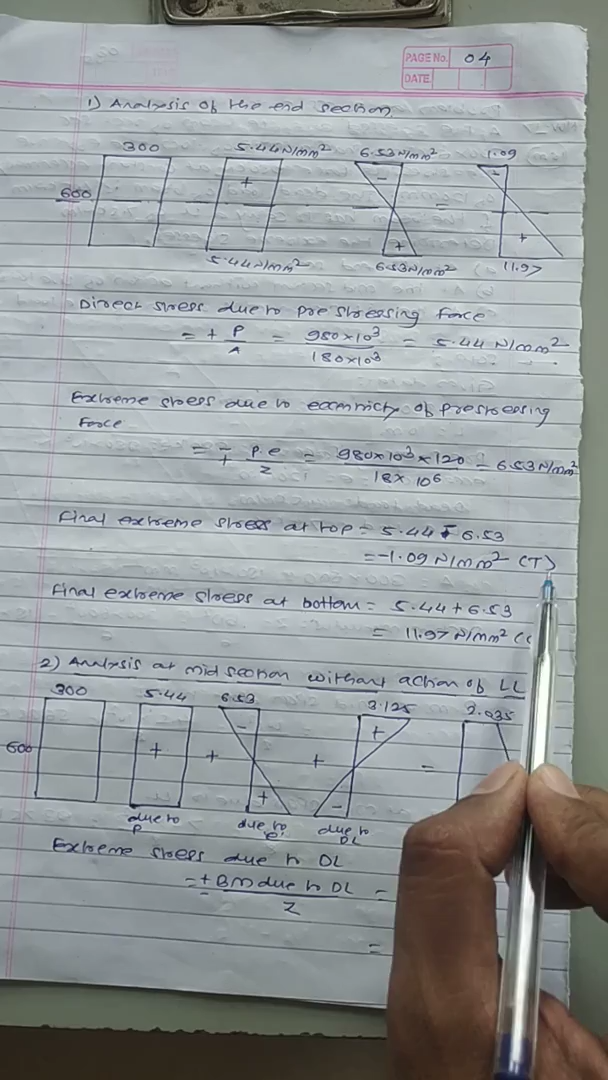 PAGE No. 04
DATE
1) Analysis of the end section
300 5.44 N/mm² 6.53 N/mm² 1.09
+ - -
600 =
+ +
5.44 N/mm² 6.53 N/mm² 11.97
Direct stress due to prestressing force
= + P/A = 980×10³/180×10³ = 5.44 N/mm²
Extreme stress due to eccentricity of prestressing
force
= ∓ P.e/Z = 980×10³×120/18×10⁶ = 6.53 N/mm²
Final extreme stress at top = 5.44 - 6.53
= -1.09 N/mm² (T)
Final extreme stress at bottom = 5.44 + 6.53
= 11.97 N/mm² (
2) Analysis at mid section without action of LL
300 5.44 6.53 3.125 3.035
- +
600 + + + =
+ -
due to P due to e due to DL
Extreme stress due to DL
= ± BM due to DL/Z =
=